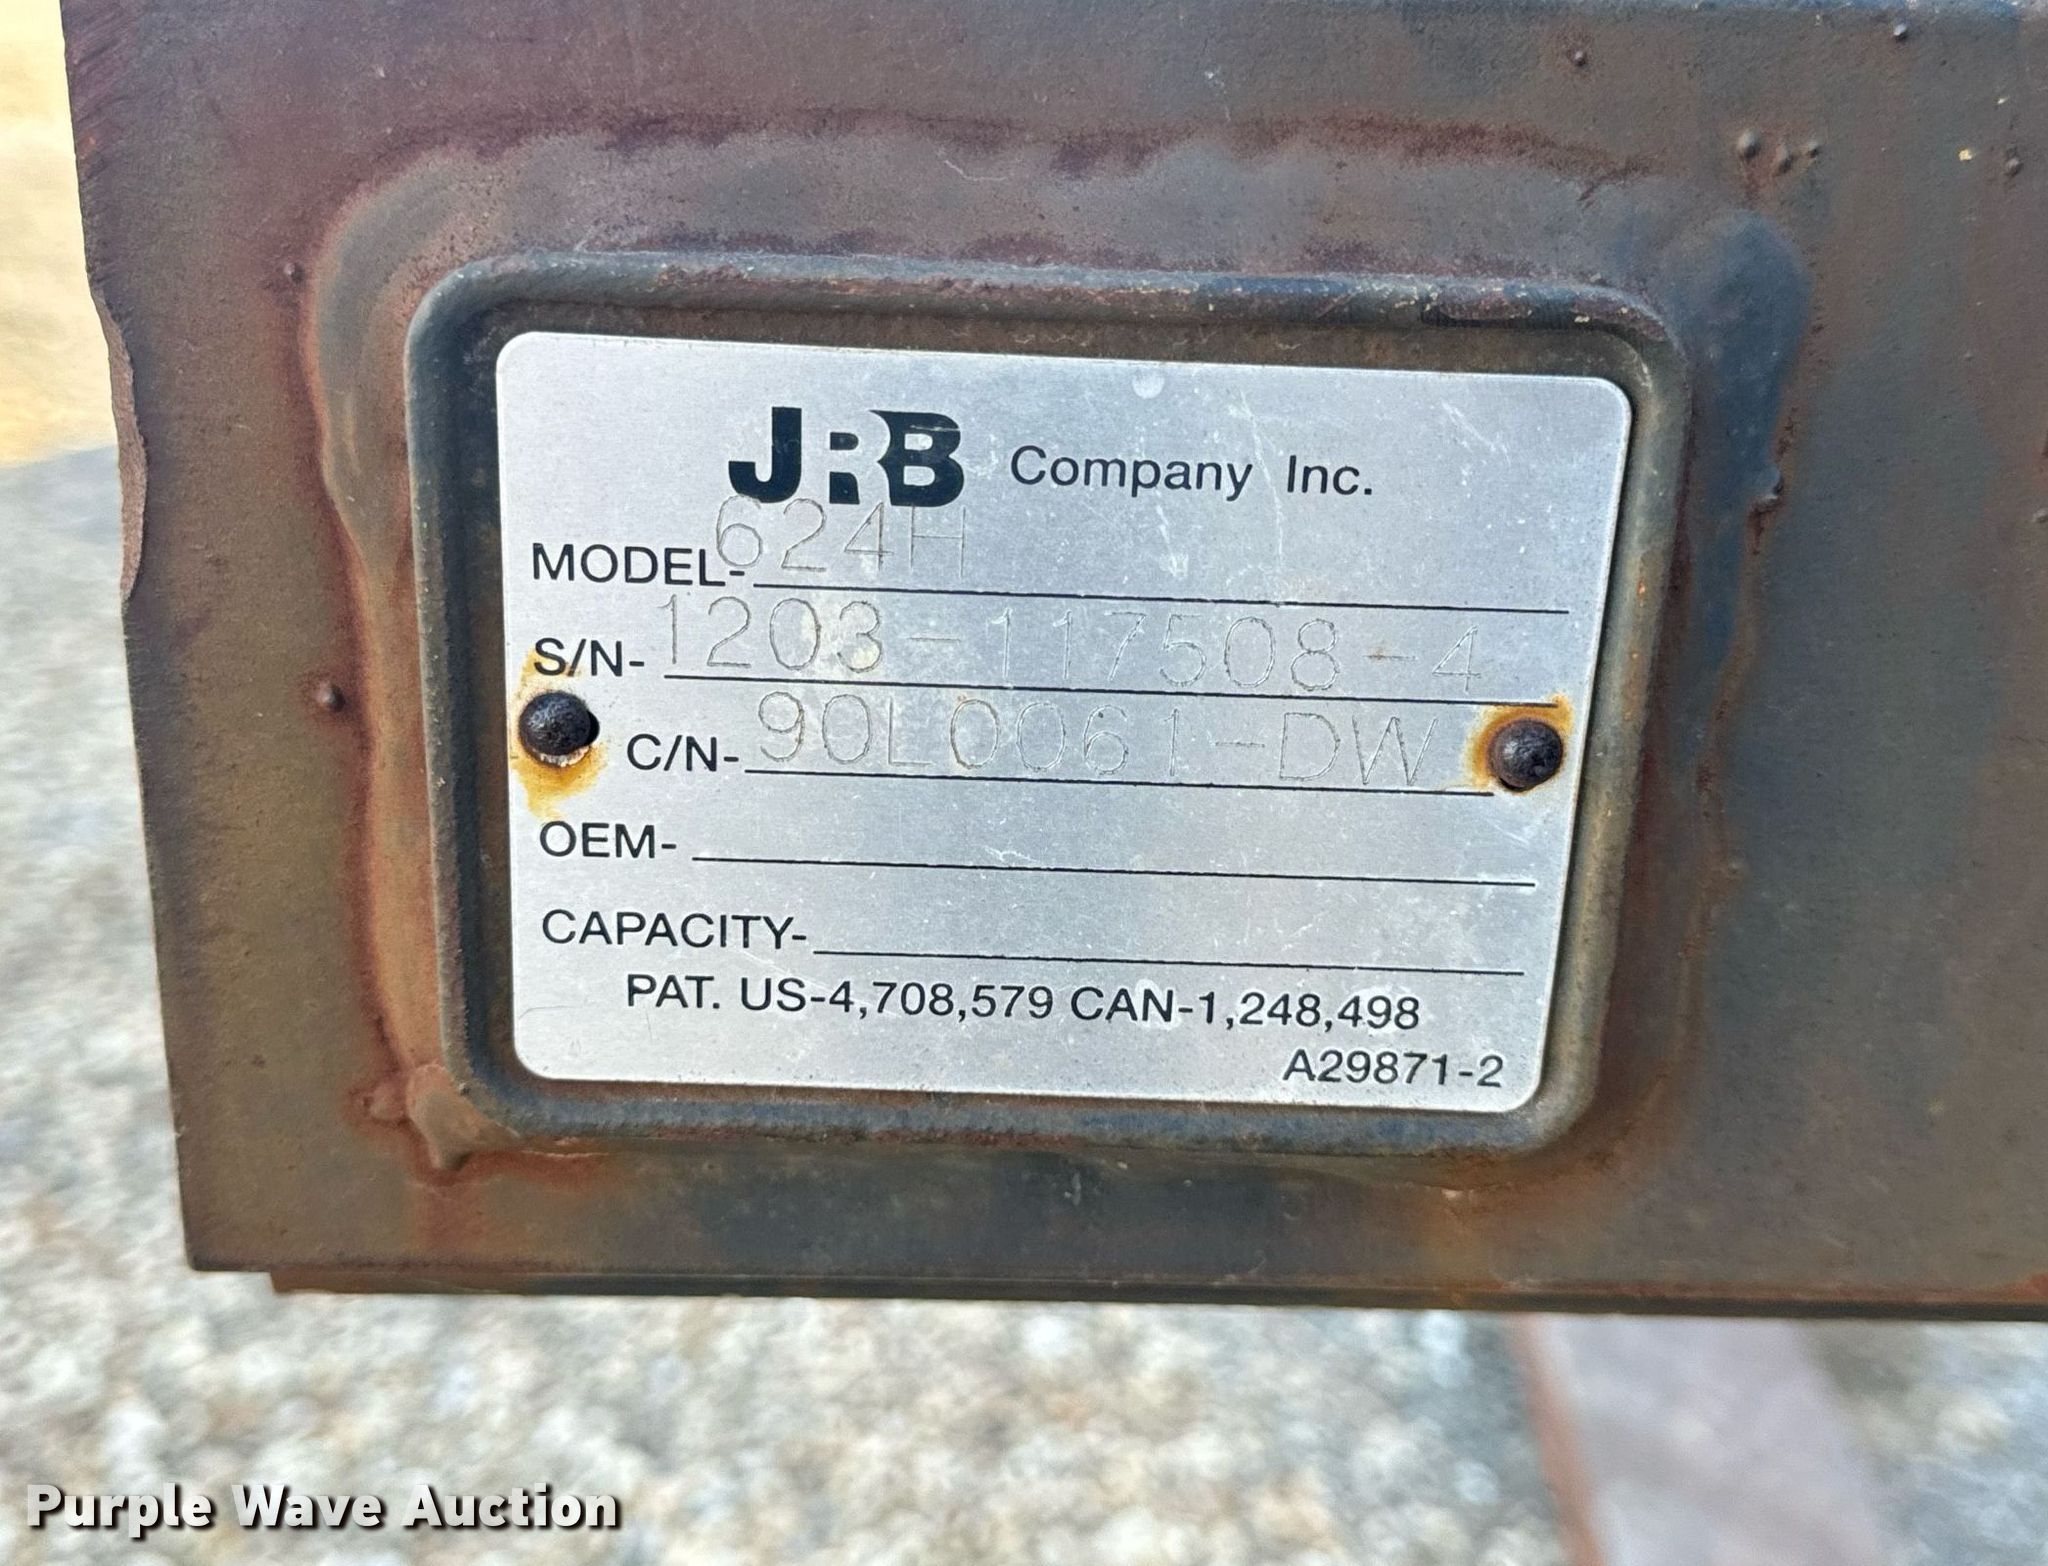 JRB Company Inc.
MODEL- 624H
S/N- 1203-117508-4
C/N- 90L0061-DW
OEM-
CAPACITY-
PAT. US-4,708,579 CAN-1,248,498
A29871-2
Purple Wave Auction